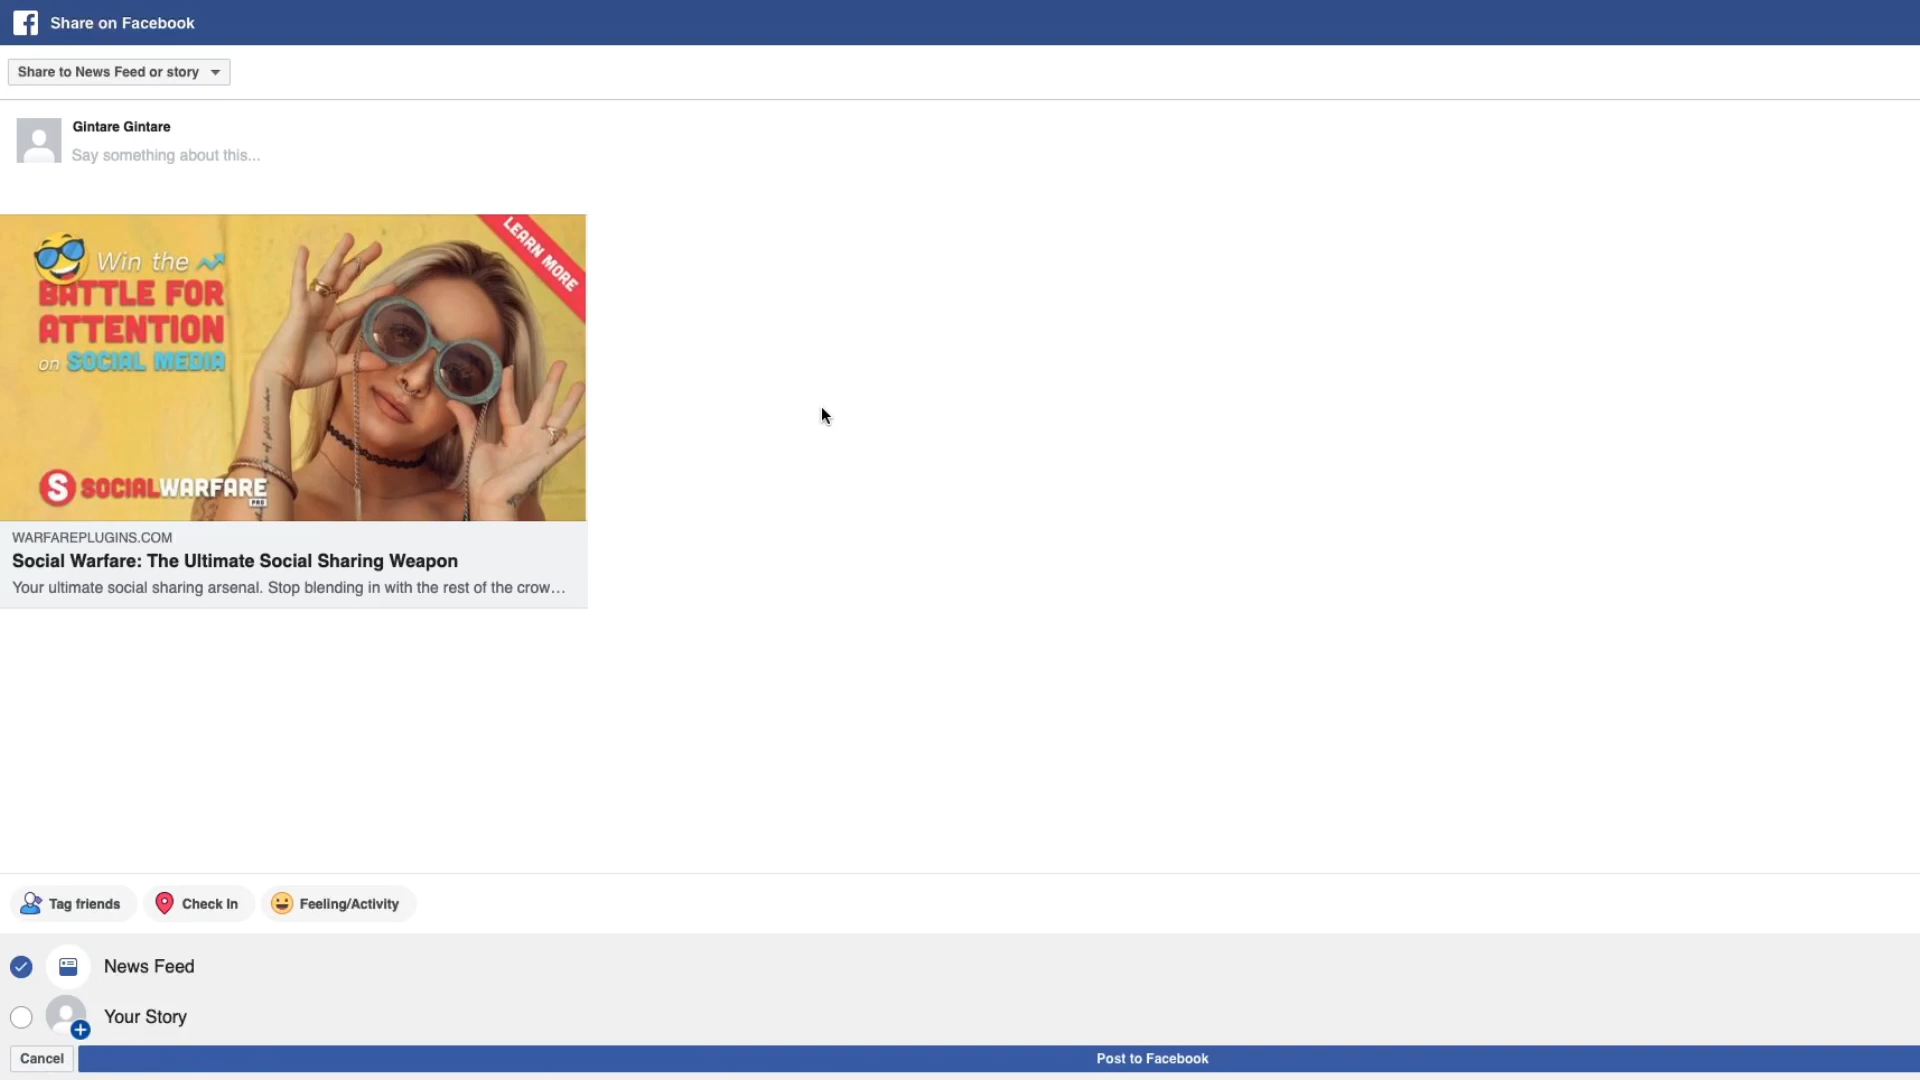 Share on Facebook
Share to News Feed or story
Gintare Gintare
Say something about this...
LEARN MORE
Win the
BATTLE FOR
ATTENTION
on SOCIAL MEDIA
S SOCIALWARFARE
PRO
WARFAREPLUGINS.COM
Social Warfare: The Ultimate Social Sharing Weapon
Your ultimate social sharing arsenal. Stop blending in with the rest of the crow…
Tag friends
Check In
Feeling/Activity
News Feed
Your Story
Cancel
Post to Facebook